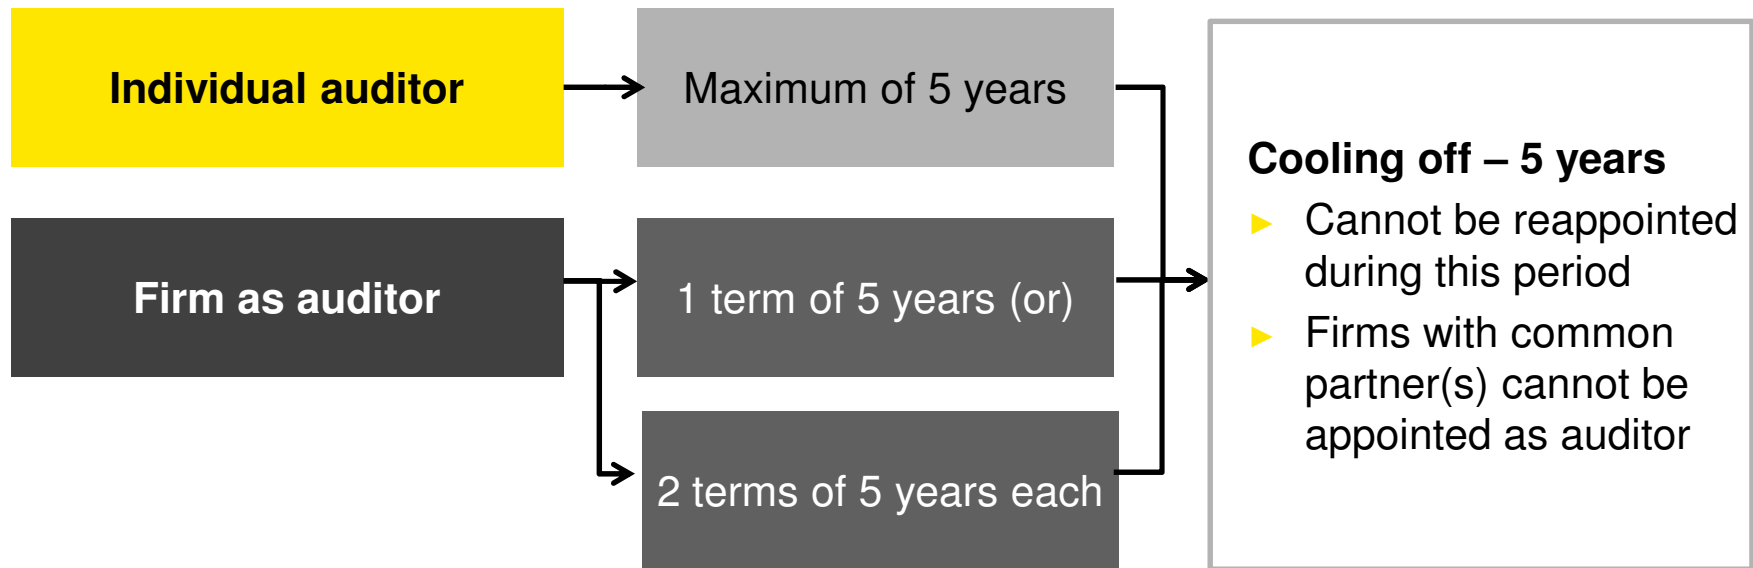 Individual auditor
Maximum of 5 years
Firm as auditor
1 term of 5 years (or)
2 terms of 5 years each
Cooling off – 5 years
► Cannot be reappointed
during this period
► Firms with common
partner(s) cannot be
appointed as auditor